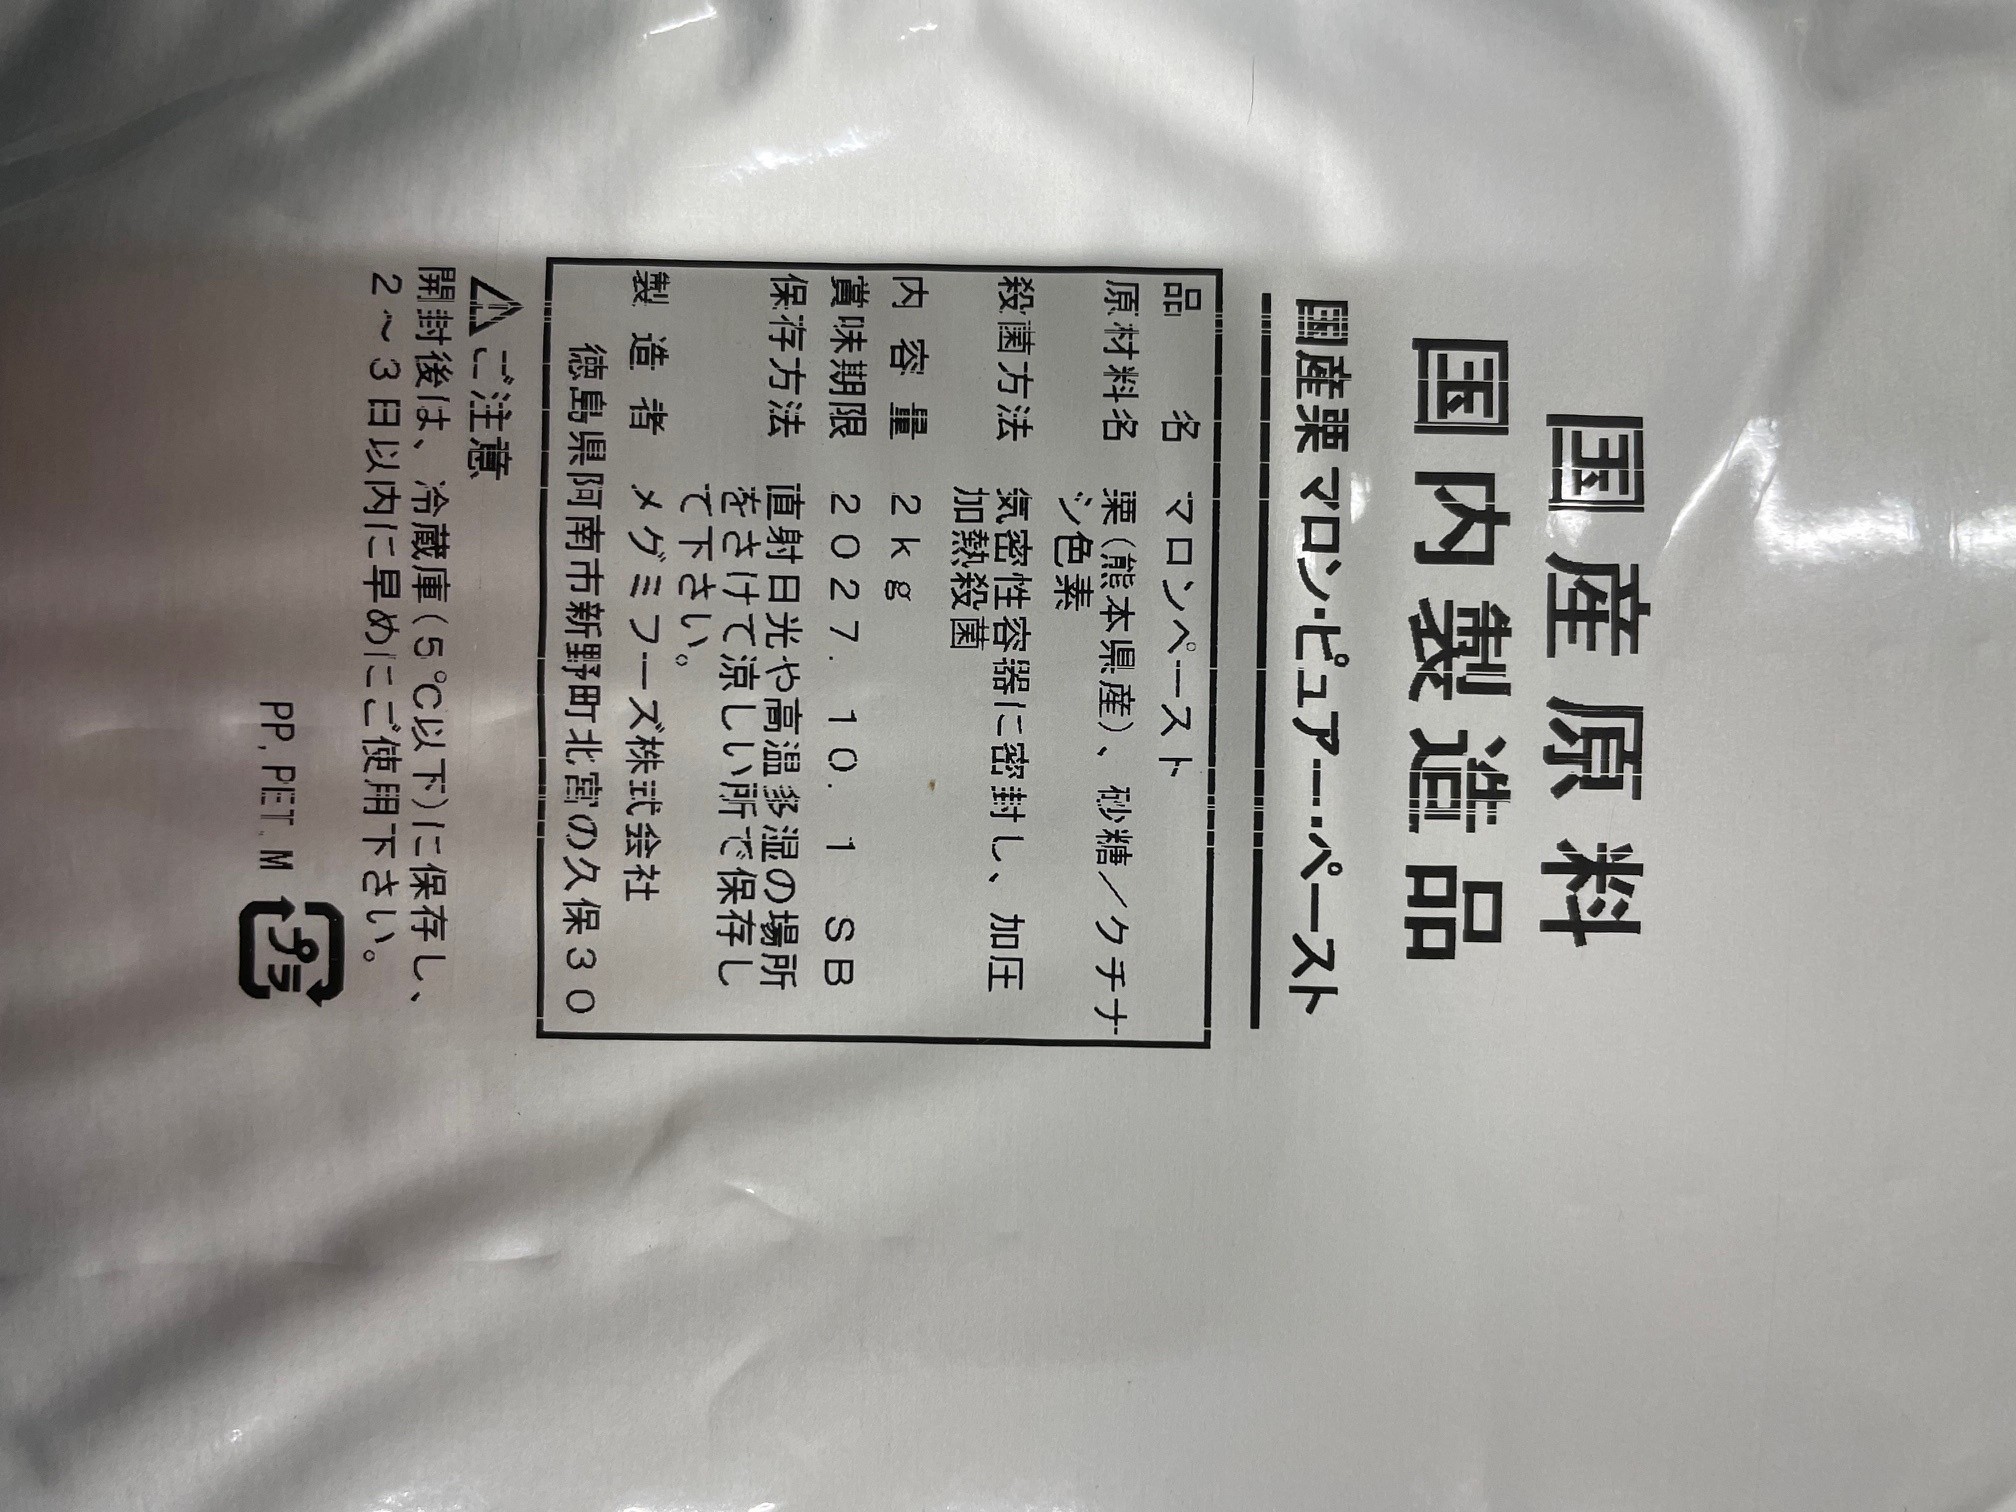 国産原料
国内製造品
国産栗 マロン・ピュアー・ペースト
品名 マロンペースト
原材料名 栗(熊本県産)、砂糖/クチナ
シ色素
殺菌方法 気密性容器に密封し、加圧
加熱殺菌
内容量 2kg
賞味期限 2027.10.1 SB
保存方法 直射日光や高温多湿の場所
をさけて涼しい所で保存し
て下さい。
製造者 メグミフーズ株式会社
徳島県阿南市新野町北宮の久保30
⚠ご注意
開封後は、冷蔵庫(5℃以下)に保存し、
2~3日以内に早めにご使用下さい。
PP,PET,M プラ